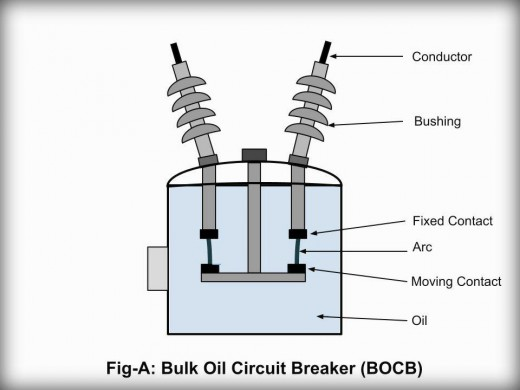 Conductor
Bushing
Fixed Contact
Arc
Moving Contact
Oil
Fig-A: Bulk Oil Circuit Breaker (BOCB)